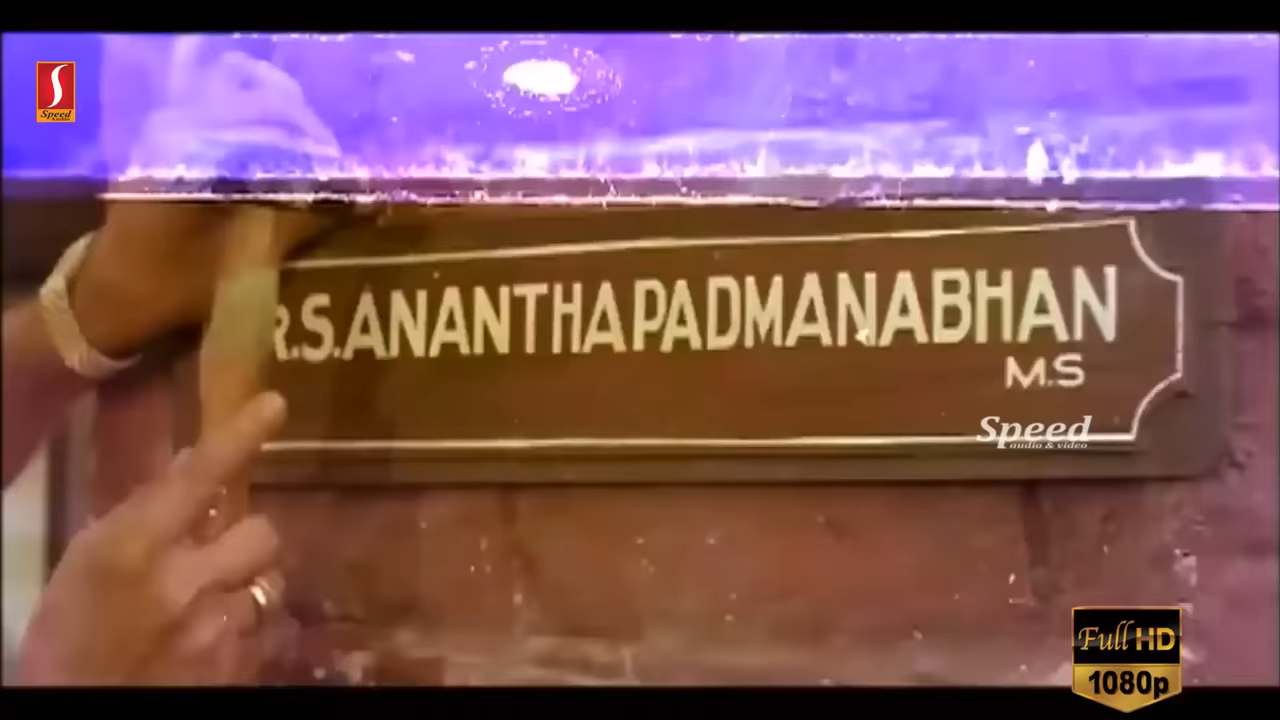 S
Speed
R.S.ANANTHAPADMANABHAN
M.S
Speed
audio & video
Full HD
1080p